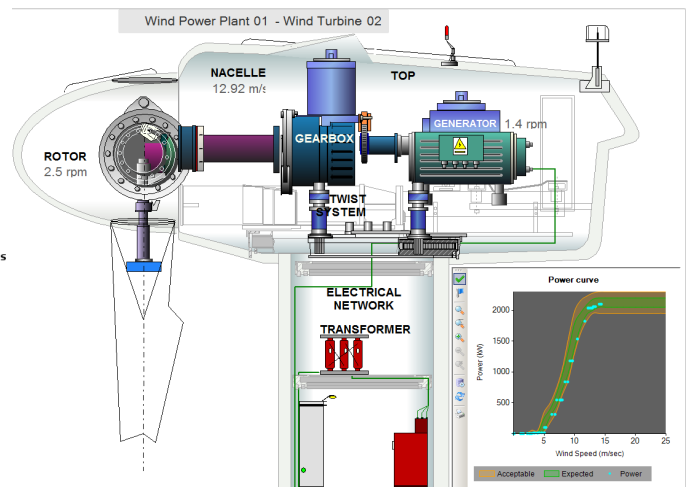 Wind Power Plant 01 - Wind Turbine 02
NACELLE
12.92 m/s
TOP
GEARBOX
GENERATOR
1.4 rpm
ROTOR
2.5 rpm
TWIST
SYSTEM
s
ELECTRICAL
NETWORK
TRANSFORMER
Power curve
Power (kW)
2000
1500
1000
500
5 10 15 20 25
Wind Speed (m/sec)
Acceptable Expected Power